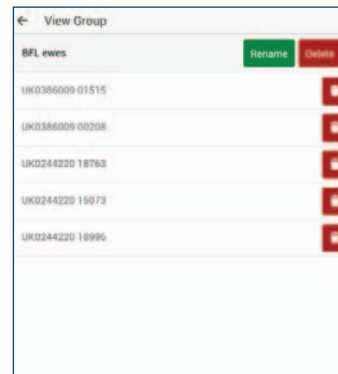 ← View Group
BFL ewes Rename Delete
UK0386009 01515
UK0386009 00208
UK0244220 18763
UK0244220 15073
UK0244220 18996